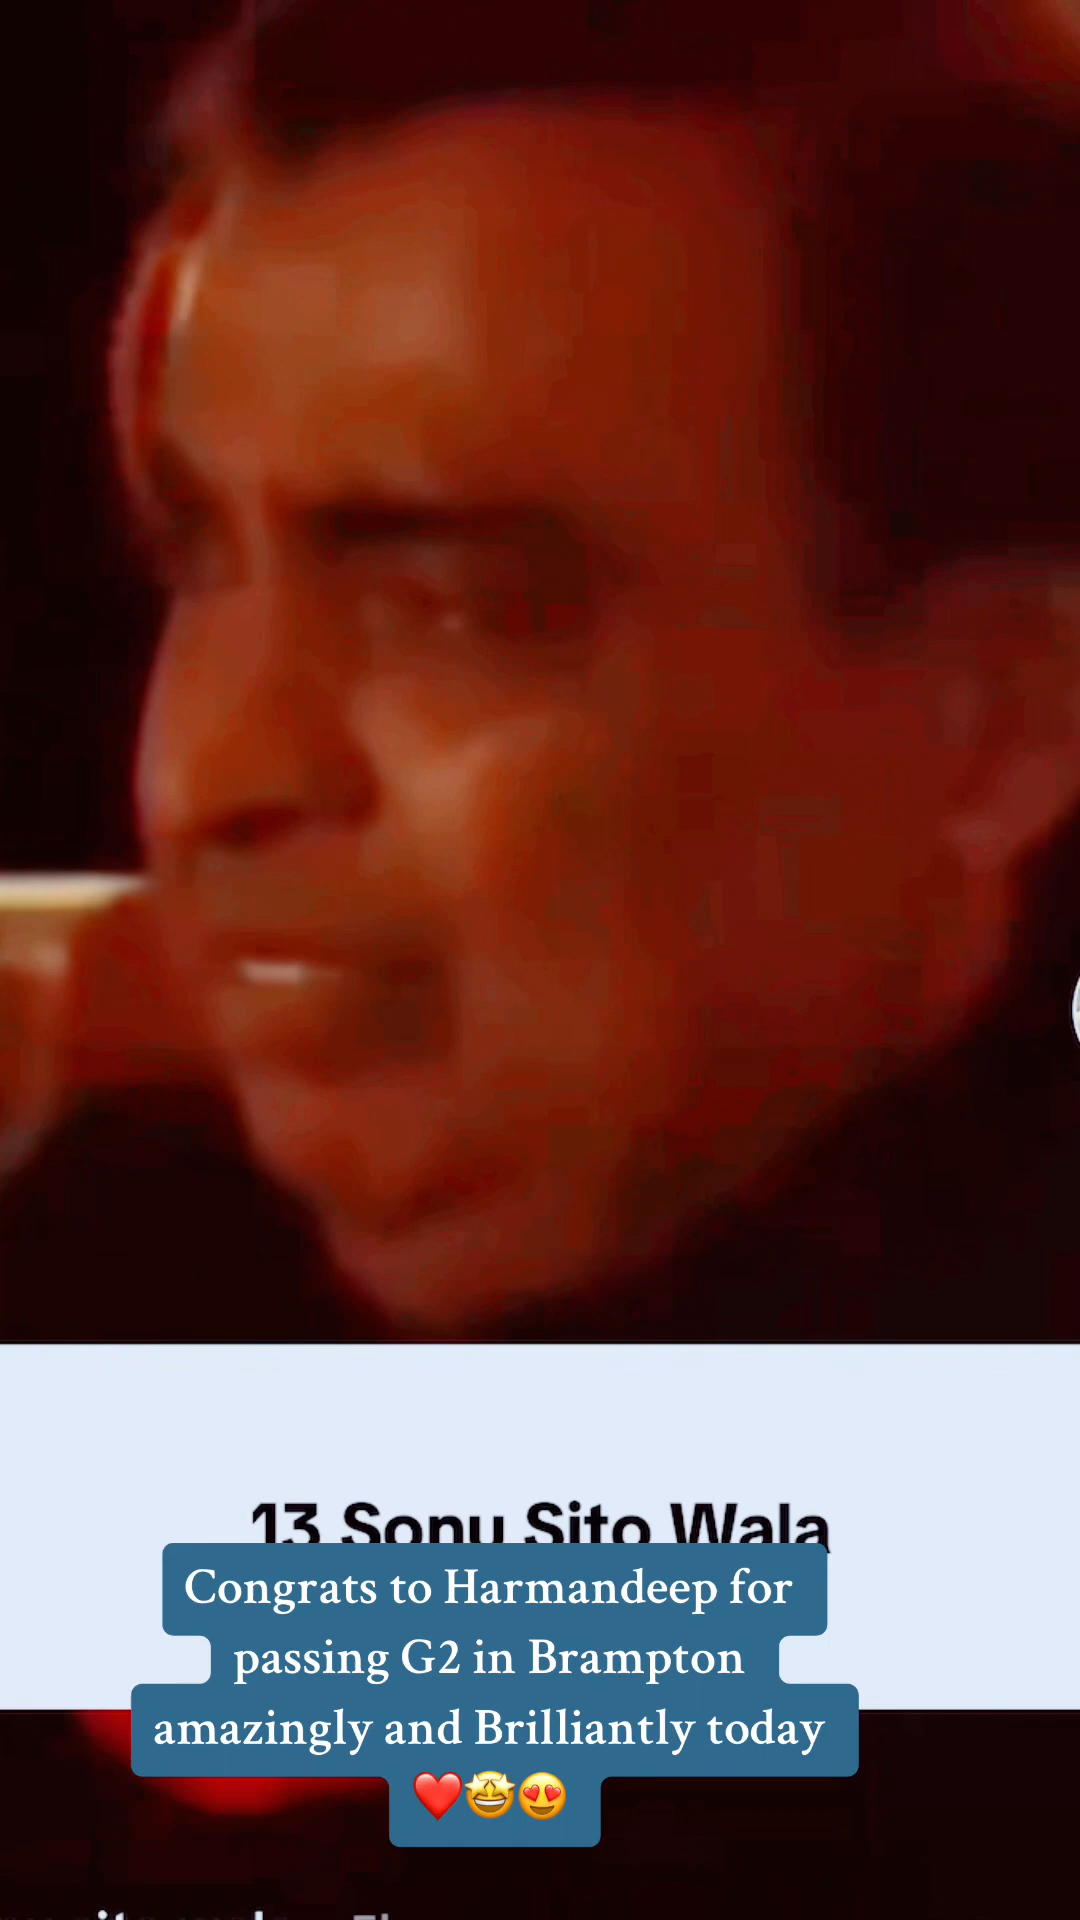 13 Sonu Sito Wala
Congrats to Harmandeep for
passing G2 in Brampton
amazingly and Brilliantly today
❤️🤩😍